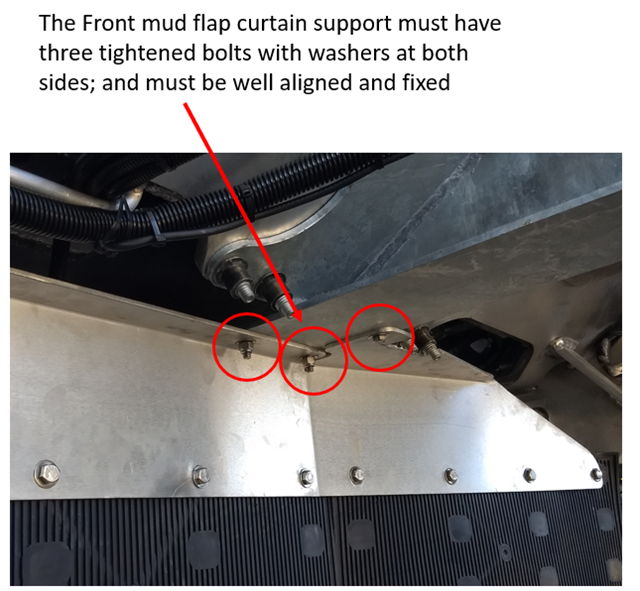 The Front mud flap curtain support must have
three tightened bolts with washers at both
sides; and must be well aligned and fixed